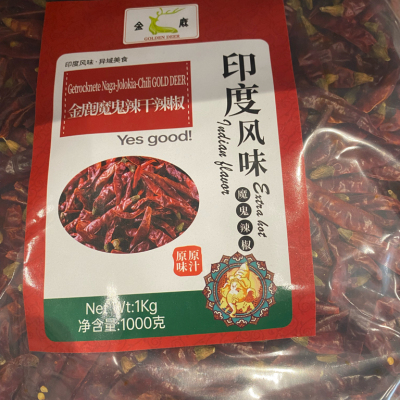 金鹿
GOLDEN DEER
印度风味·异域美食
Getrocknete Naga-Jolokia-Chili GOLD DEER
金鹿魔鬼辣干辣椒
Yes good!
印度风味
Indian flavor
Extra hot
魔鬼辣椒
原汁
原味
Net Wt:1Kg
净含量:1000克